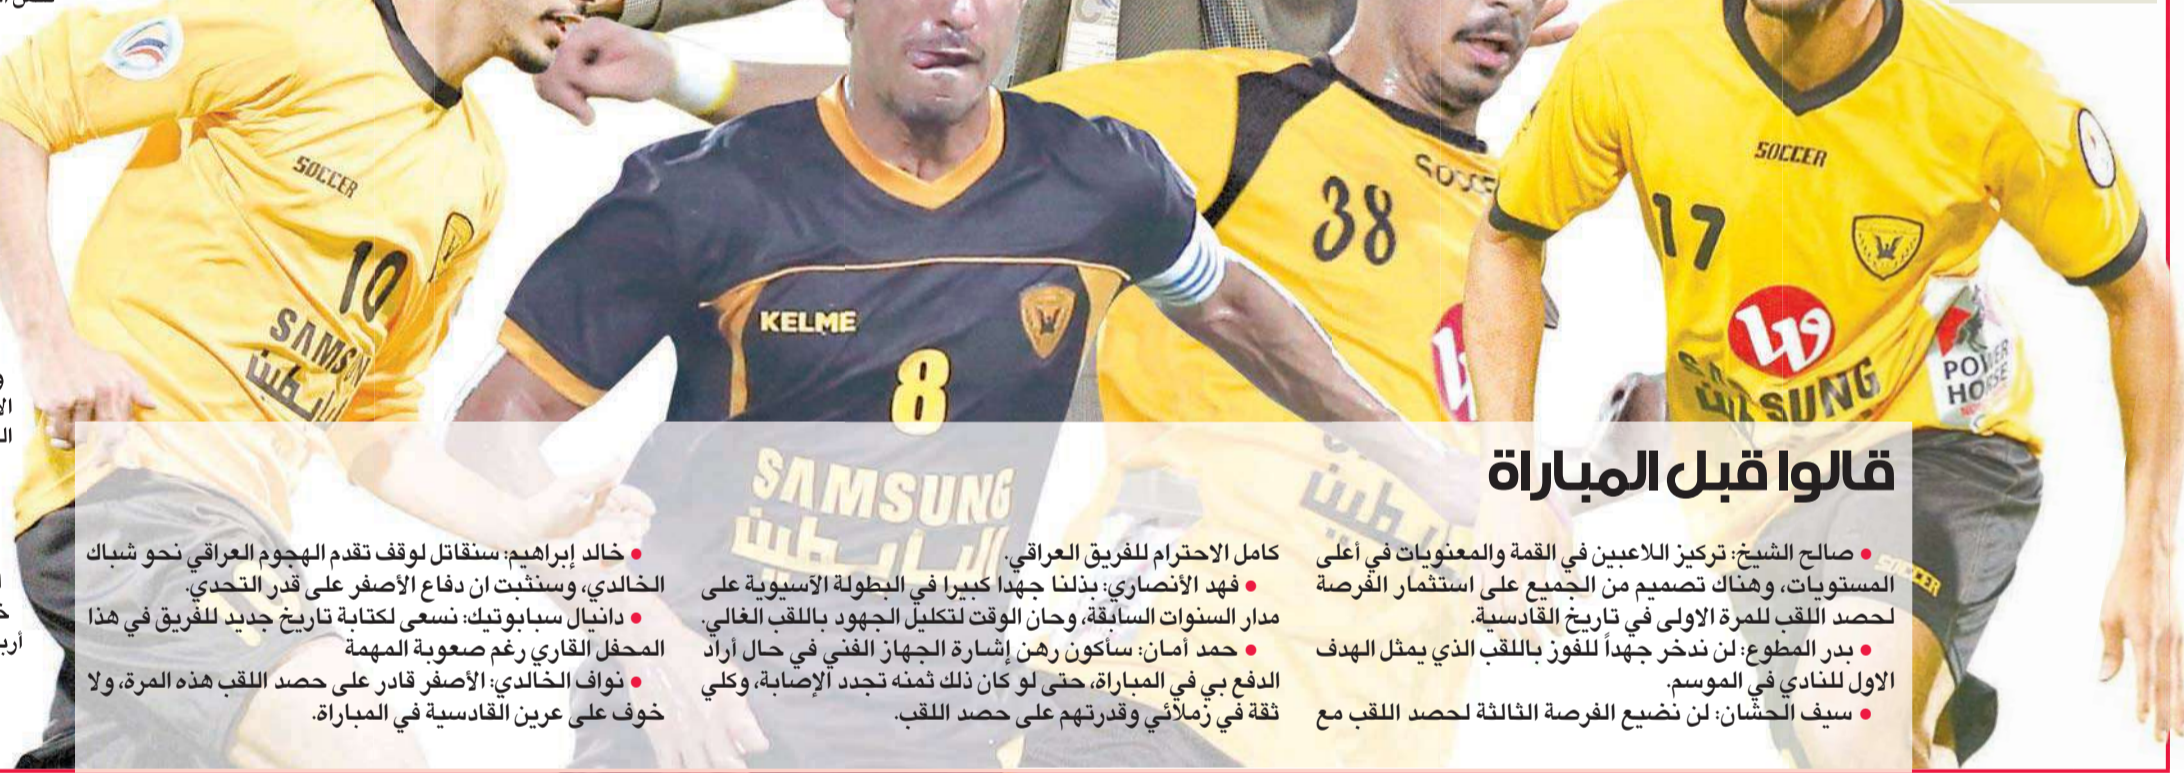 SOCCER
10
SAMSUN
KELME
8
SAMSUNG
البابطين
38
SOCCE
17
SOCCER
SUNG
POWER
HORSE
SOCCER
قالوا قبل المباراة
• صالح الشيخ: تركيز اللاعبين في القمة والمعنويات في أعلى
المستويات، وهناك تصميم من الجميع على استثمار الفرصة
لحصد اللقب للمرة الاولى في تاريخ القادسية.
• بدر المطوع: لن ندخر جهداً للفوز باللقب الذي يمثل الهدف
الاول للنادي في الموسم.
• سيف الحشان: لن نضيع الفرصة الثالثة لحصد اللقب مع
كامل الاحترام للفريق العراقي.
• فهد الأنصاري: بذلنا جهدا كبيرا في البطولة الآسيوية على
مدار السنوات السابقة، وحان الوقت لتكليل الجهود باللقب الغالي.
• حمد أمان: سأكون رهن إشارة الجهاز الفني في حال أراد
الدفع بي في المباراة، حتى لو كان ذلك ثمنه تجدد الإصابة، وكلي
ثقة في زملائي وقدرتهم على حصد اللقب.
• خالد إبراهيم: سنقاتل لوقف تقدم الهجوم العراقي نحو شباك
الخالدي، وسنثبت ان دفاع الأصفر على قدر التحدي.
• دانيال سبابوتيك: نسعى لكتابة تاريخ جديد للفريق في هذا
المحفل القاري رغم صعوبة المهمة
• نواف الخالدي: الأصفر قادر على حصد اللقب هذه المرة، ولا
خوف على عرين القادسية في المباراة.